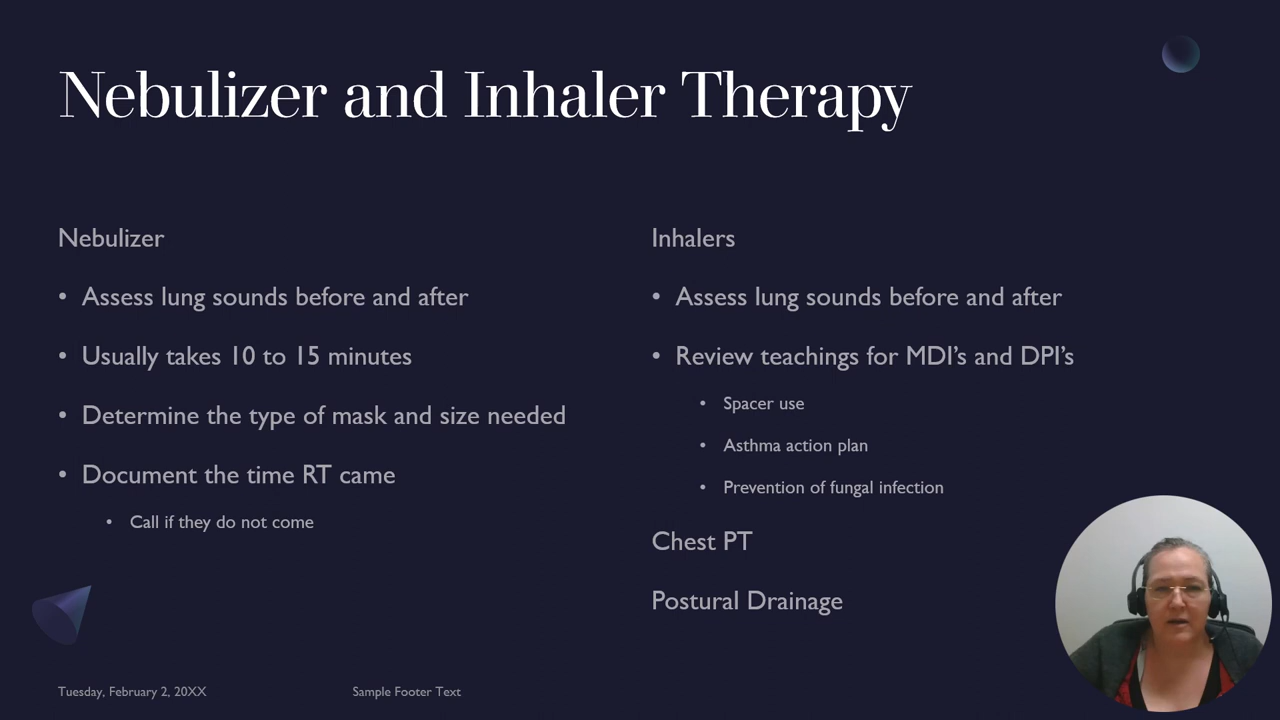 Nebulizer and Inhaler Therapy
Nebulizer
• Assess lung sounds before and after
• Usually takes 10 to 15 minutes
• Determine the type of mask and size needed
• Document the time RT came
• Call if they do not come
Inhalers
• Assess lung sounds before and after
• Review teachings for MDI’s and DPI’s
• Spacer use
• Asthma action plan
• Prevention of fungal infection
Chest PT
Postural Drainage
Tuesday, February 2, 20XX
Sample Footer Text